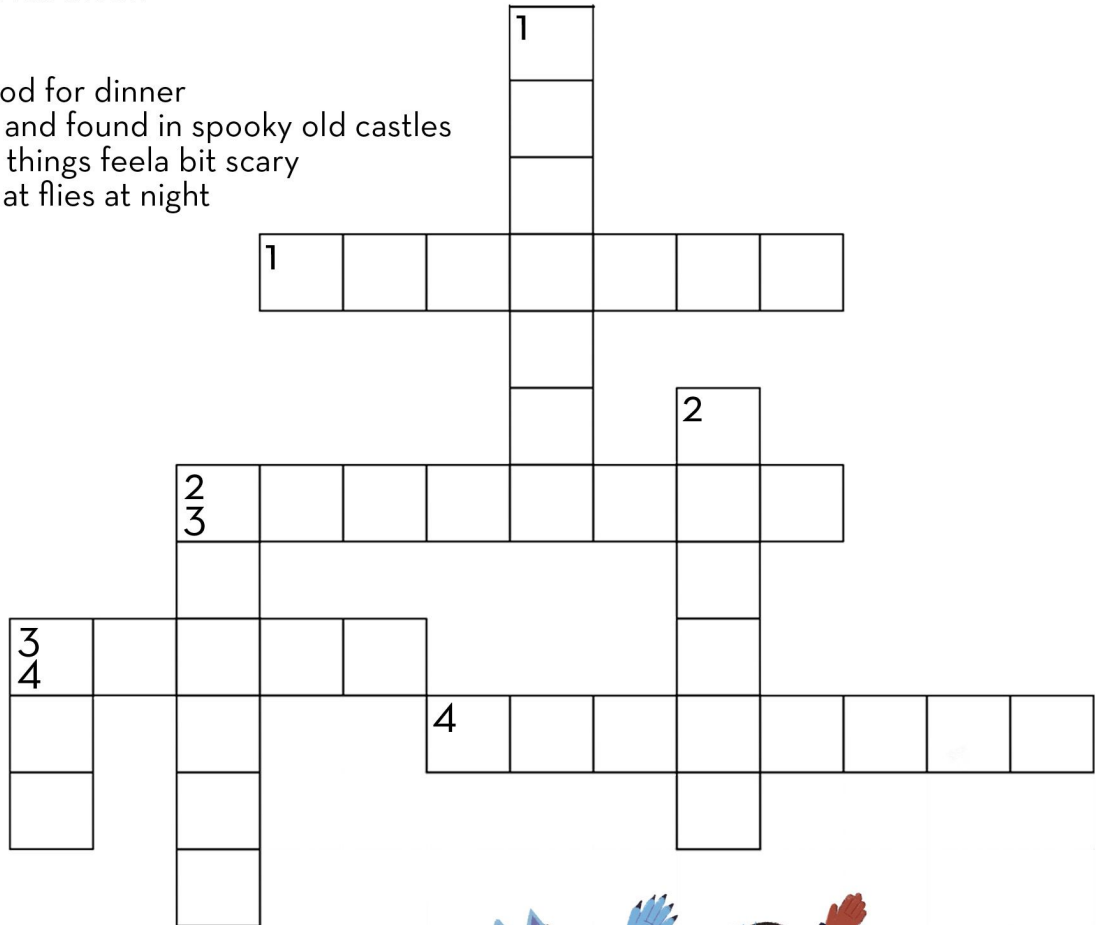 od for dinner
and found in spooky old castles
things feela bit scary
at flies at night
1
1
2
2
3
3
4
4